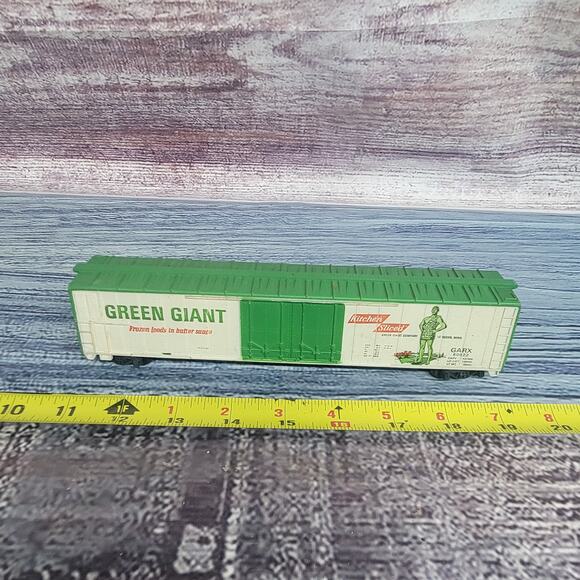 GREEN GIANT
Frozen foods in butter sauce
Kitchen
Sliced
GREEN GIANT COMPANY
LE SUEUR, MINN.
GARX
1 2 3 4 5 6 7 8
10 11 1F 12 13 14 15 16 17 18 19 20